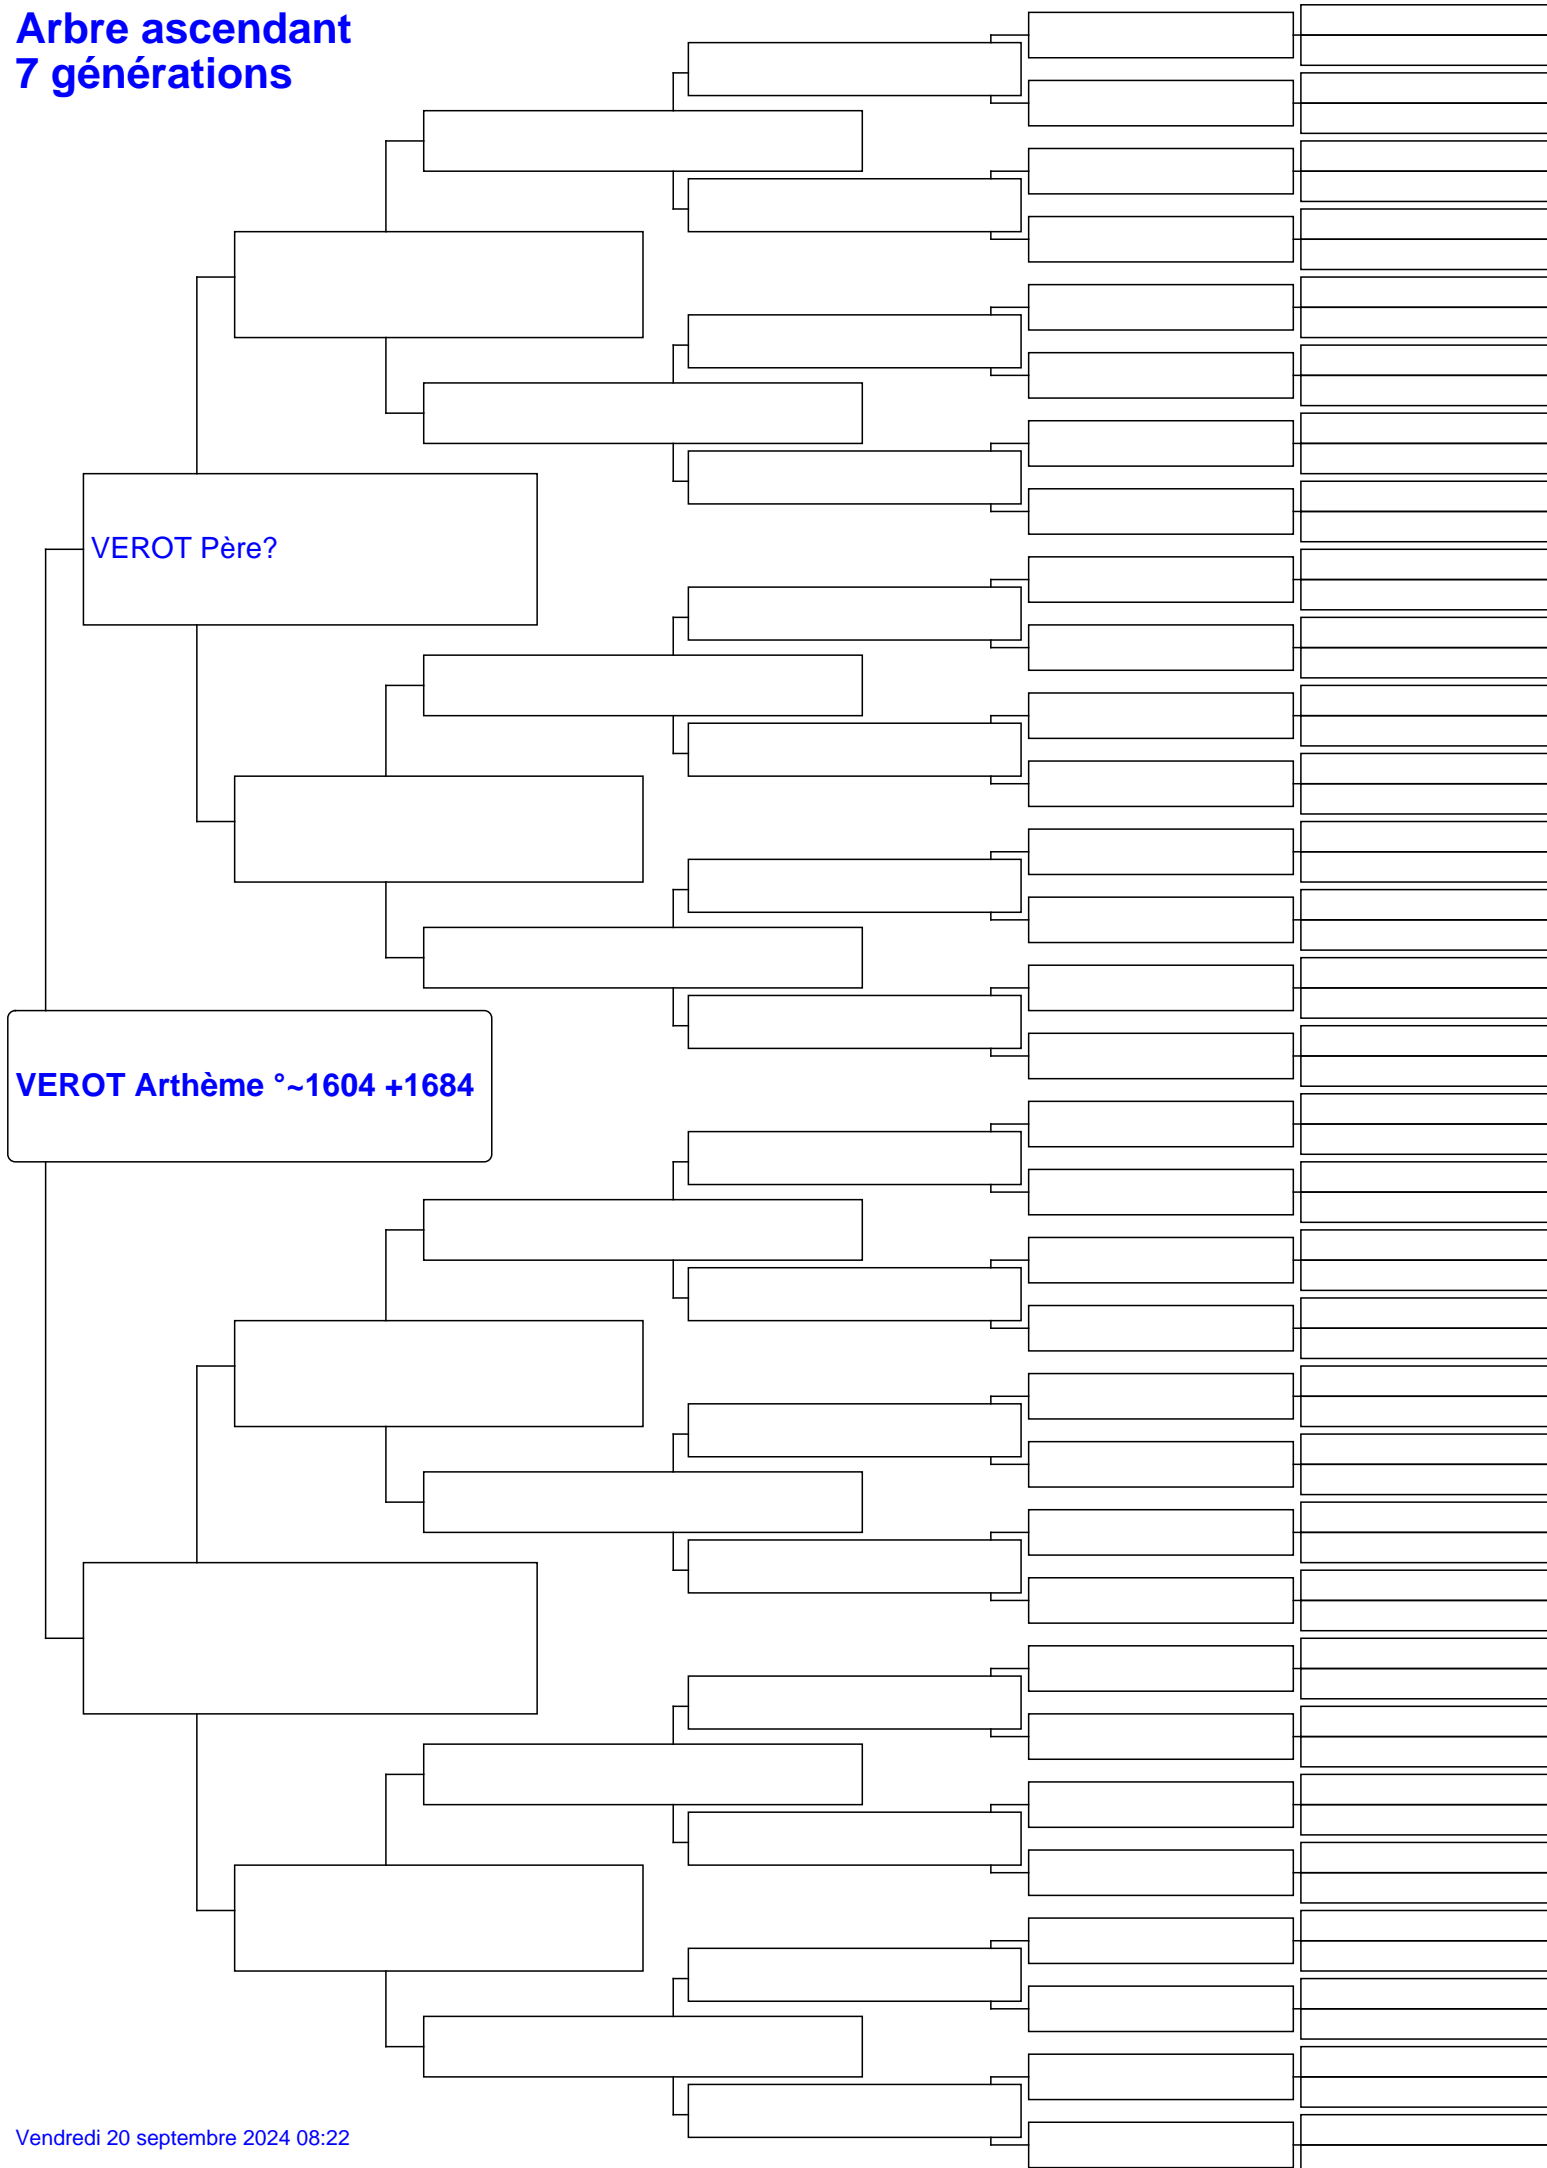 Arbre ascendant
7 générations
VEROT Père?
VEROT Arthème °~1604 +1684
Vendredi 20 septembre 2024 08:22